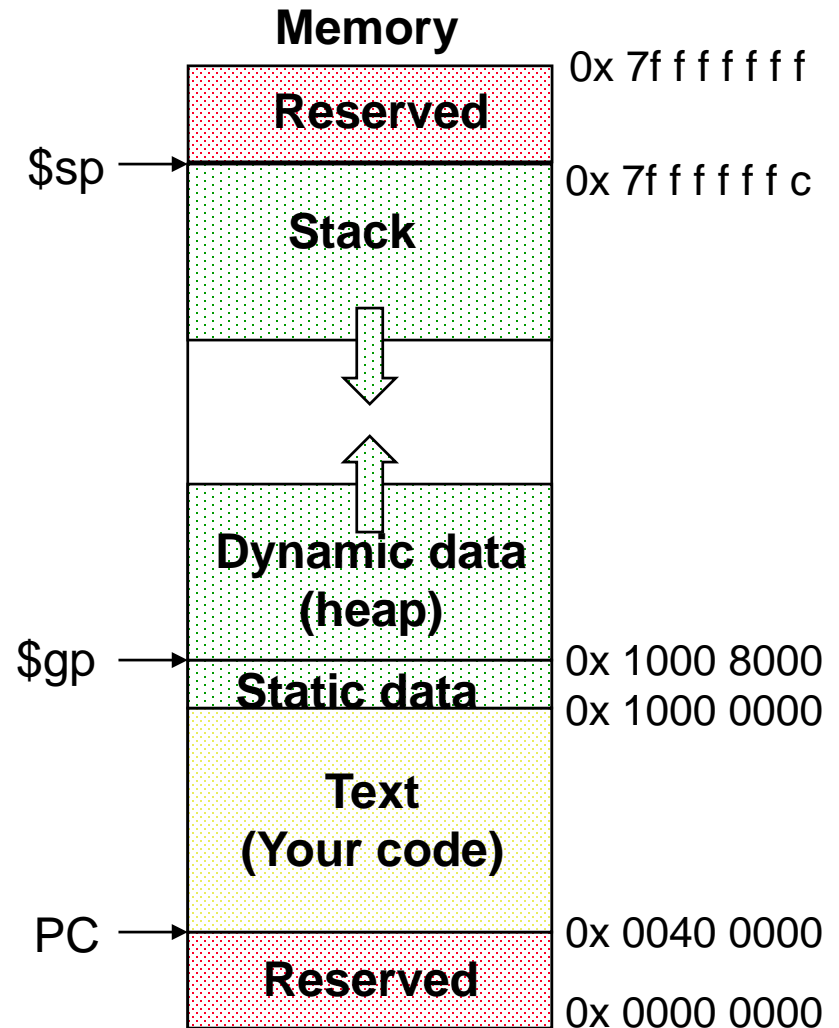 Memory
0x 7f f f f f f f
Reserved
$sp
0x 7f f f f f f c
Stack
Dynamic data
(heap)
$gp
0x 1000 8000
Static data
0x 1000 0000
Text
(Your code)
PC
0x 0040 0000
Reserved
0x 0000 0000